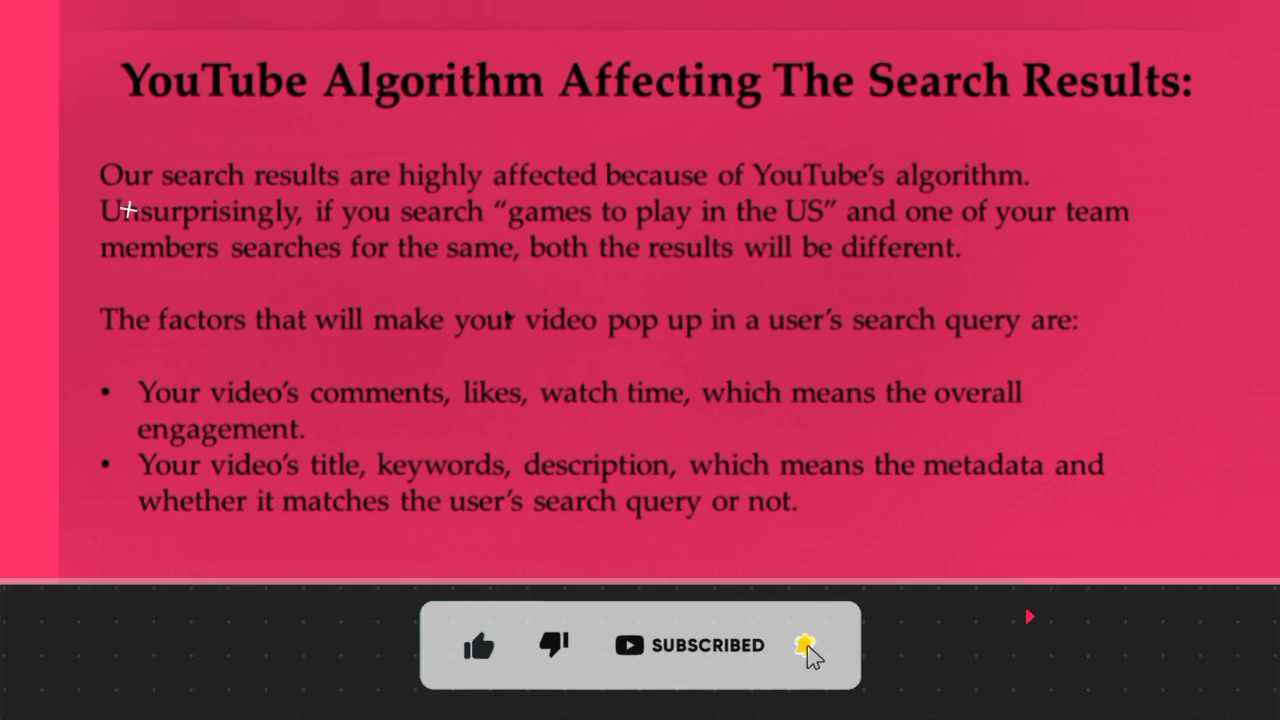 YouTube Algorithm Affecting The Search Results:
Our search results are highly affected because of YouTube’s algorithm.
Unsurprisingly, if you search “games to play in the US” and one of your team
members searches for the same, both the results will be different.
The factors that will make your video pop up in a user’s search query are:
• Your video’s comments, likes, watch time, which means the overall
engagement.
• Your video’s title, keywords, description, which means the metadata and
whether it matches the user’s search query or not.
SUBSCRIBED